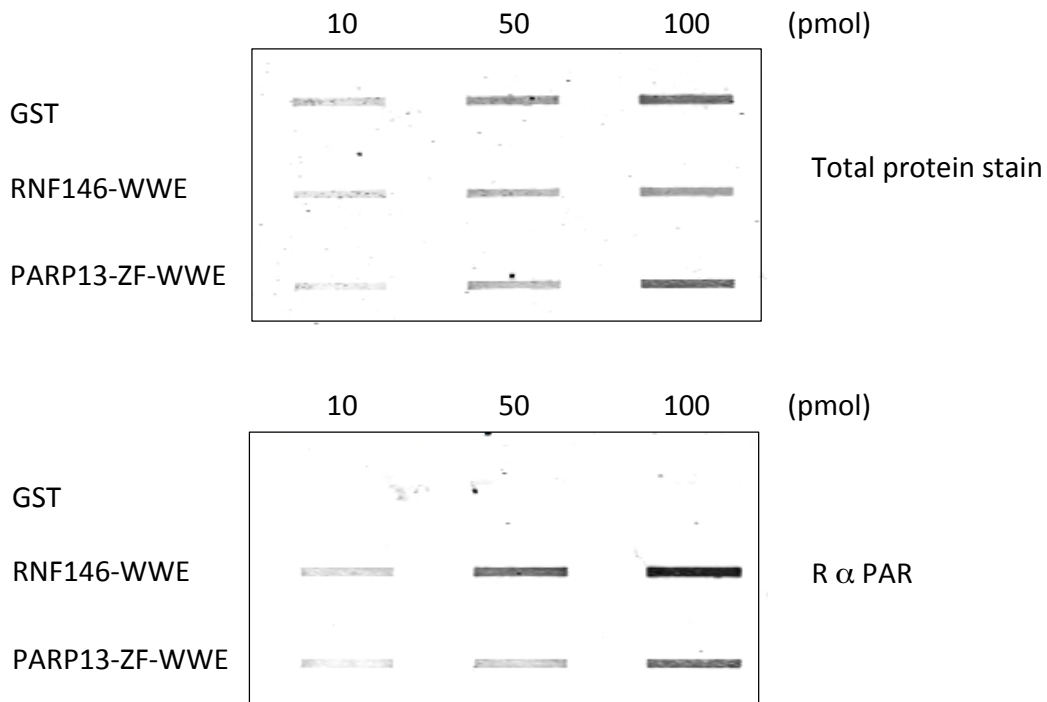 10 50 100 (pmol)
GST
RNF146-WWE
PARP13-ZF-WWE
Total protein stain
10 50 100 (pmol)
GST
RNF146-WWE
PARP13-ZF-WWE
R α PAR